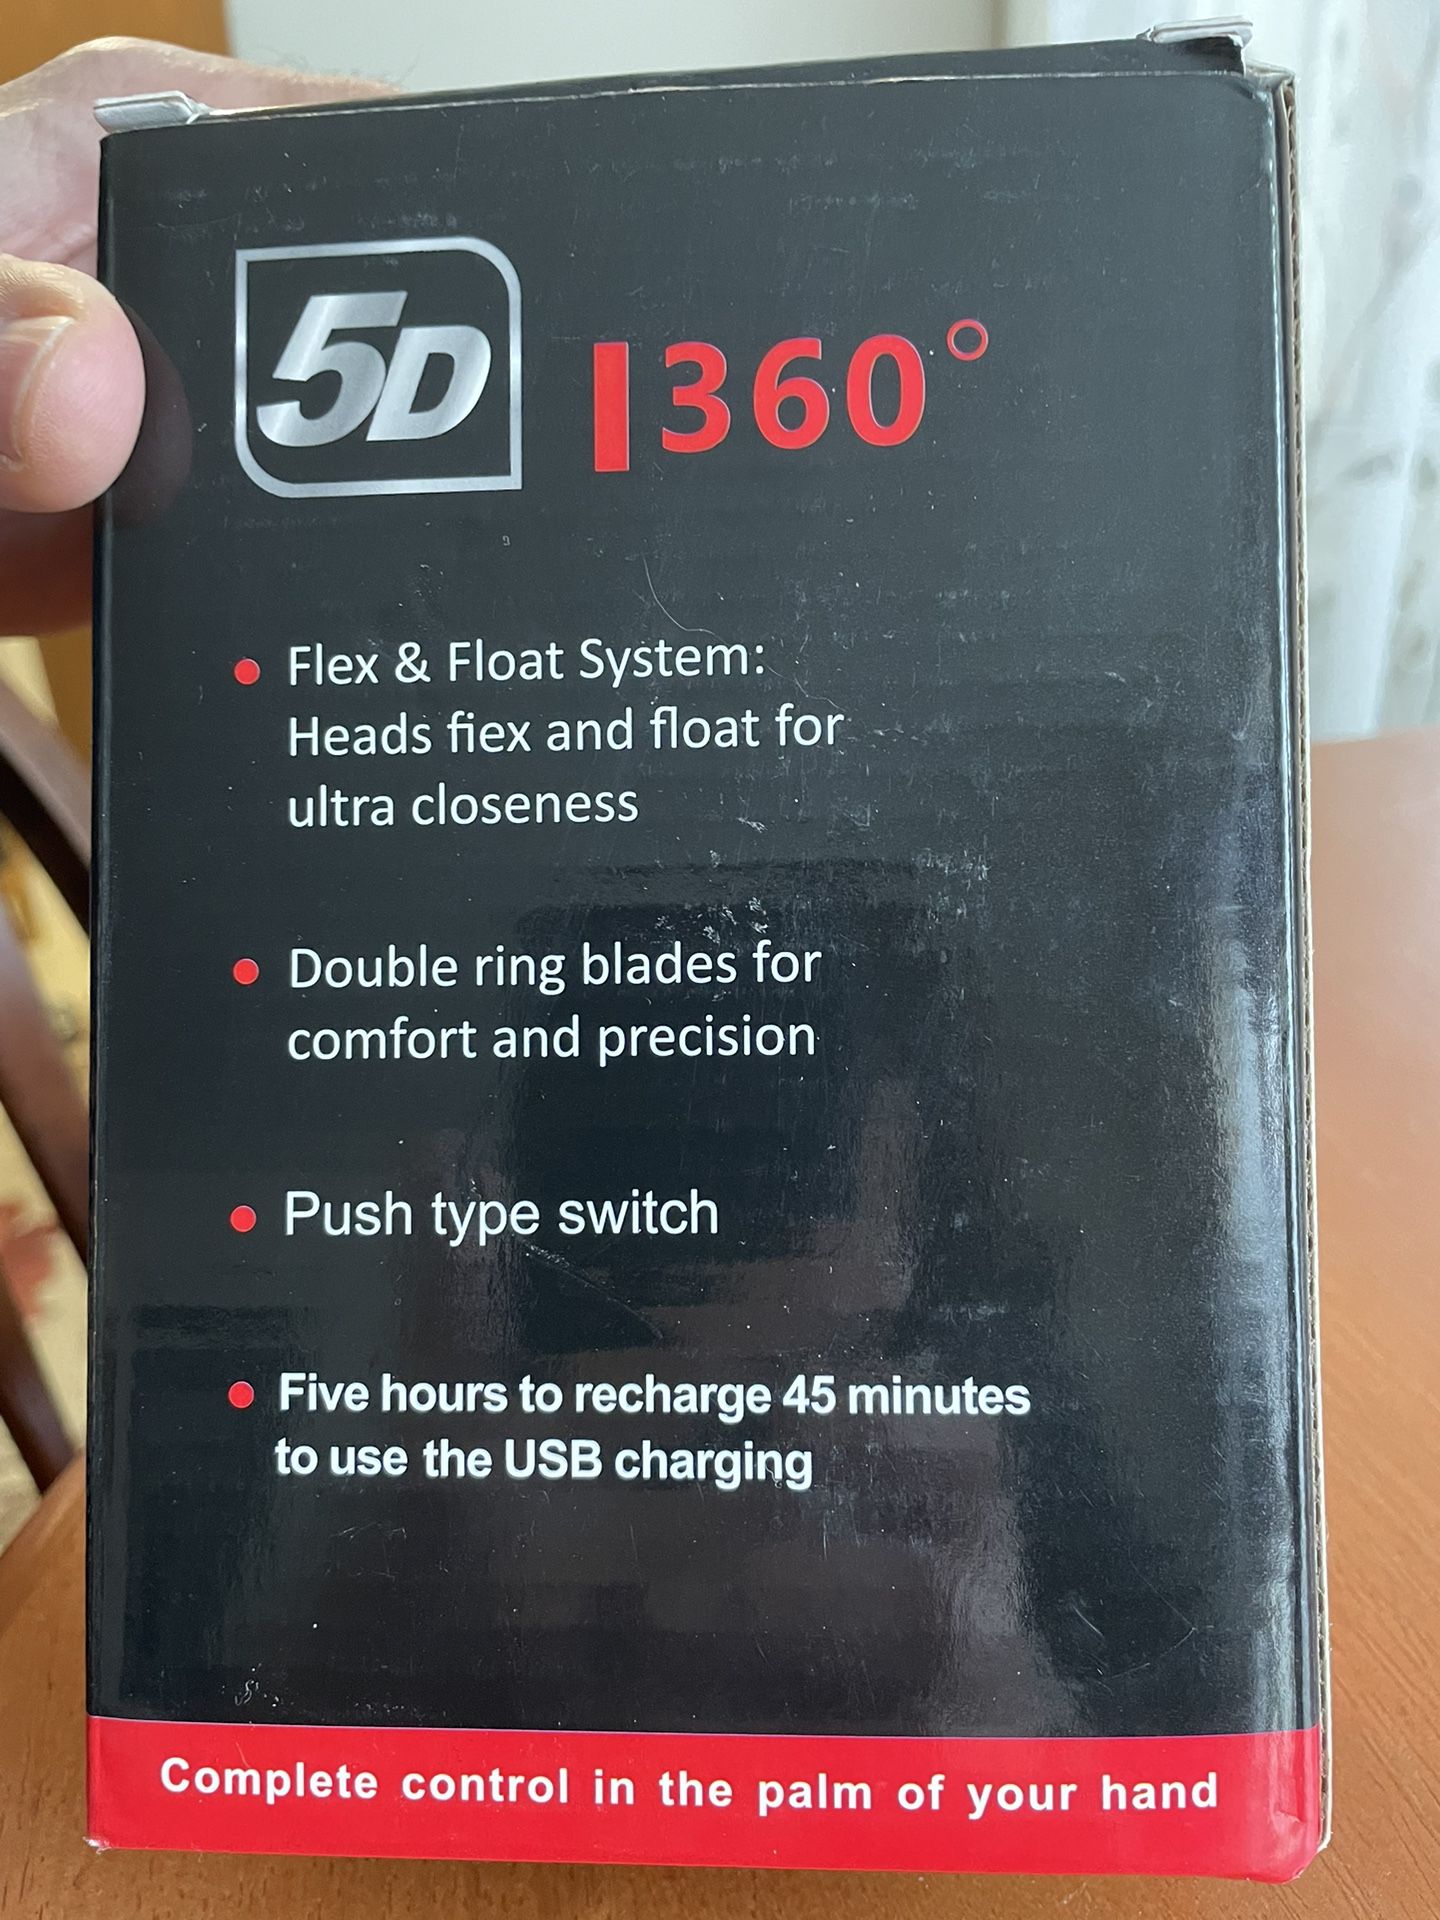 5D 360°
• Flex & Float System:
Heads fiex and float for
ultra closeness
• Double ring blades for
comfort and precision
• Push type switch
• Five hours to recharge 45 minutes
to use the USB charging
Complete control in the palm of your hand